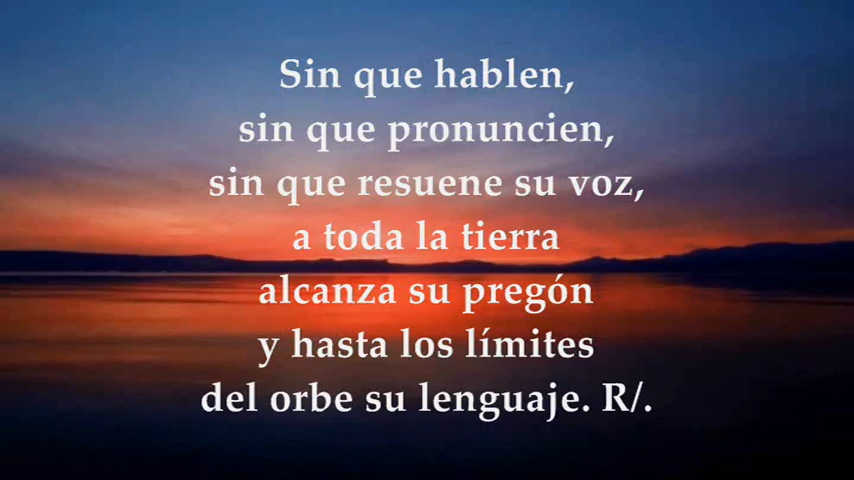 Sin que hablen,
sin que pronuncien,
sin que resuene su voz,
a toda la tierra
alcanza su pregón
y hasta los límites
del orbe su lenguaje. R/.